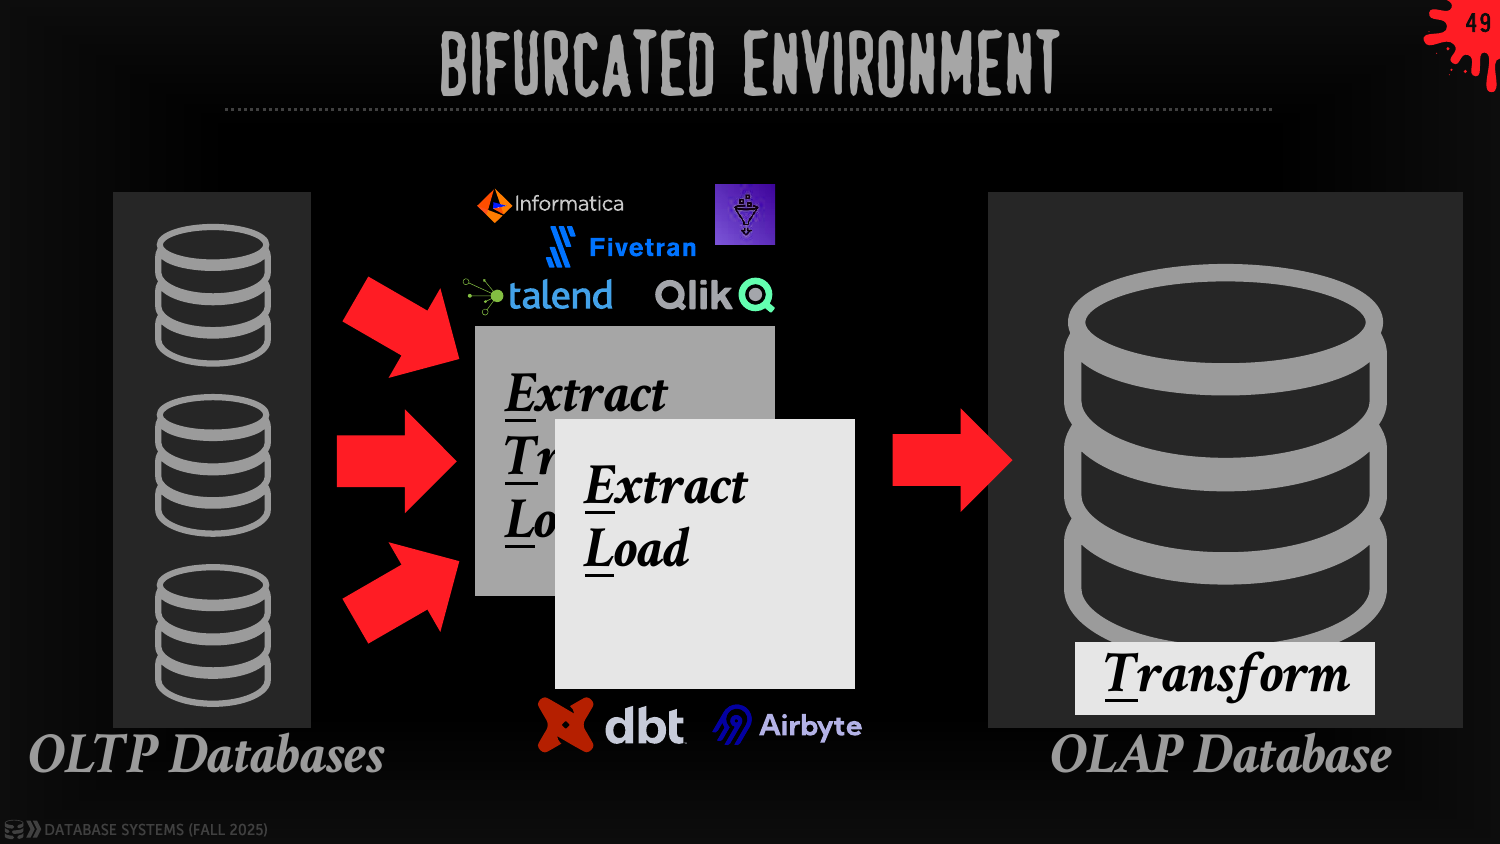 BIFURCATED ENVIRONMENT
49
Informatica
Fivetran
talend
Qlik
Extract
Tr
Lo
Extract
Load
dbt
Airbyte
Transform
OLTP Databases
OLAP Database
DATABASE SYSTEMS (FALL 2025)